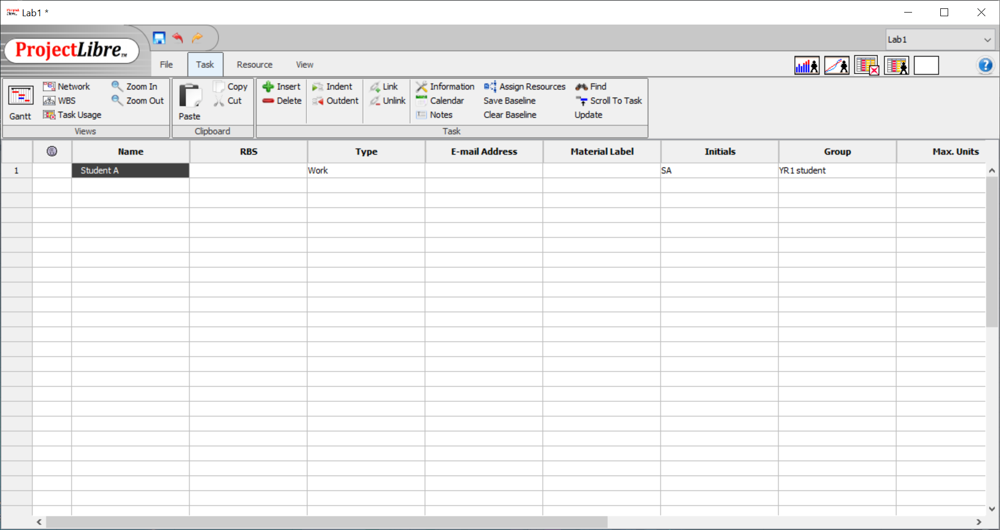 Lab1 *
ProjectLibre TM
Lab1
File Task Resource View
Gantt
Network
WBS
Task Usage
Zoom In
Zoom Out
Views
Paste
Copy
Cut
Clipboard
Insert
Delete
Indent
Outdent
Link
Unlink
Information
Calendar
Notes
Assign Resources
Save Baseline
Clear Baseline
Find
Scroll To Task
Update
Task
Name RBS Type E-mail Address Material Label Initials Group Max. Units
1 Student A Work SA YR1 student